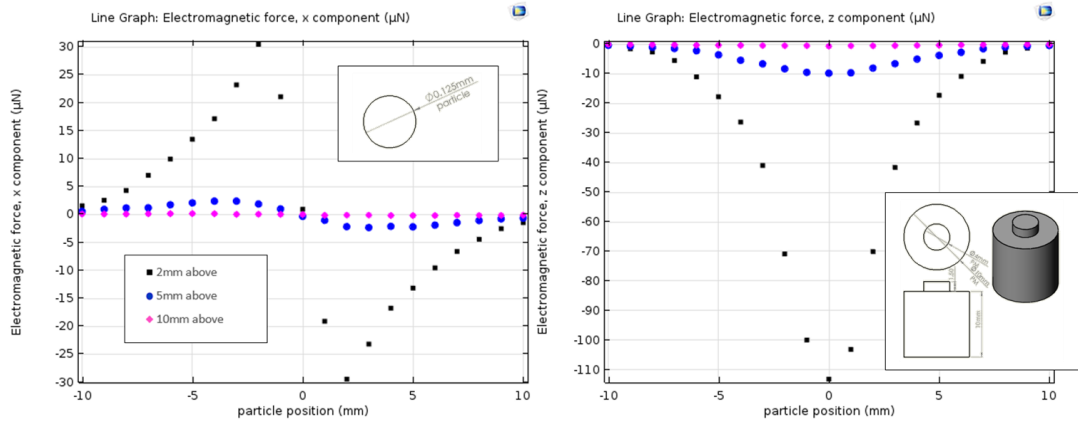 Line Graph: Electromagnetic force, x component (µN)
Electromagnetic force, x component (µN)
30
25
20
15
10
5
0
-5
-10
-15
-20
-25
-30
-10
-5
0
5
10
particle position (mm)
Ø0.125mm
particle
2mm above
5mm above
10mm above
Line Graph: Electromagnetic force, z component (µN)
Electromagnetic force, z component (µN)
0
-10
-20
-30
-40
-50
-60
-70
-80
-90
-100
-110
-10
-5
0
5
10
particle position (mm)
10mm